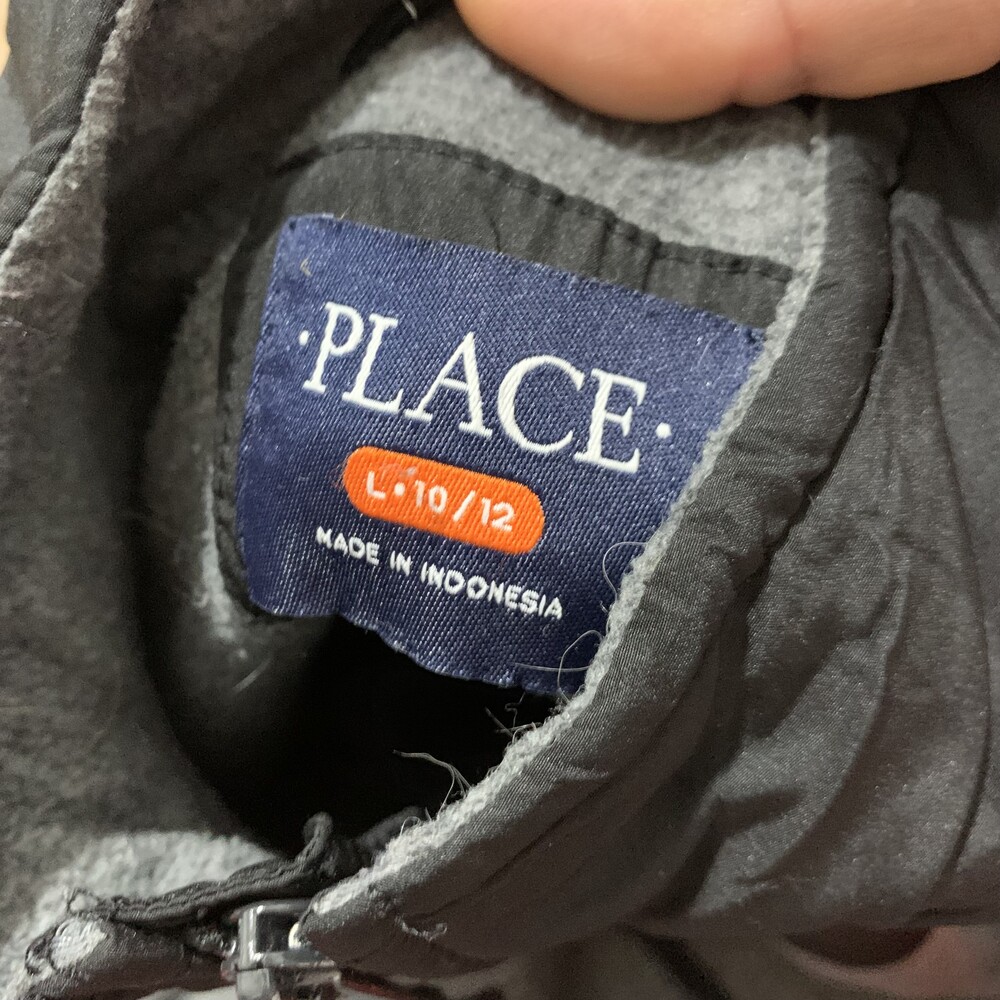 ·PLACE·
L·10/12
MADE IN INDONESIA